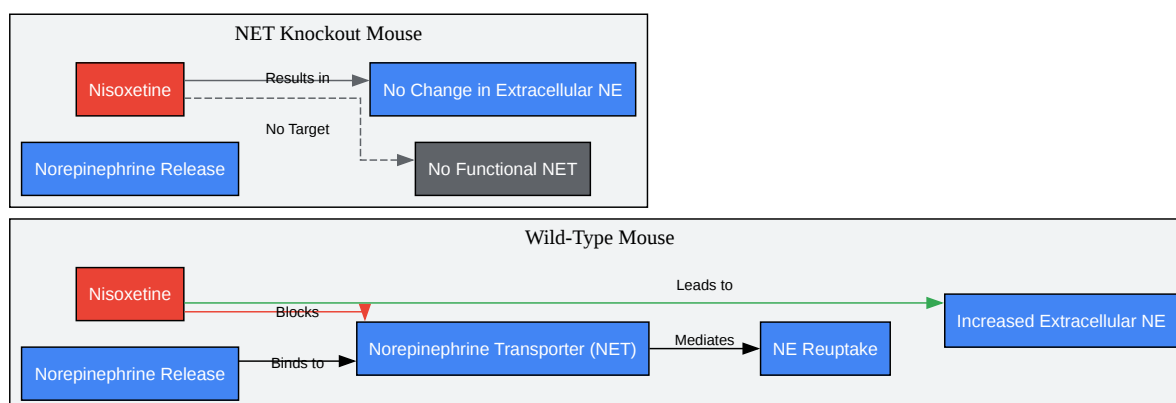 NET Knockout Mouse
Nisoxetine
Results in
No Change in Extracellular NE
No Target
Norepinephrine Release
No Functional NET
Wild-Type Mouse
Nisoxetine
Leads to
Blocks
Increased Extracellular NE
Norepinephrine Transporter (NET)
Mediates
NE Reuptake
Norepinephrine Release
Binds to